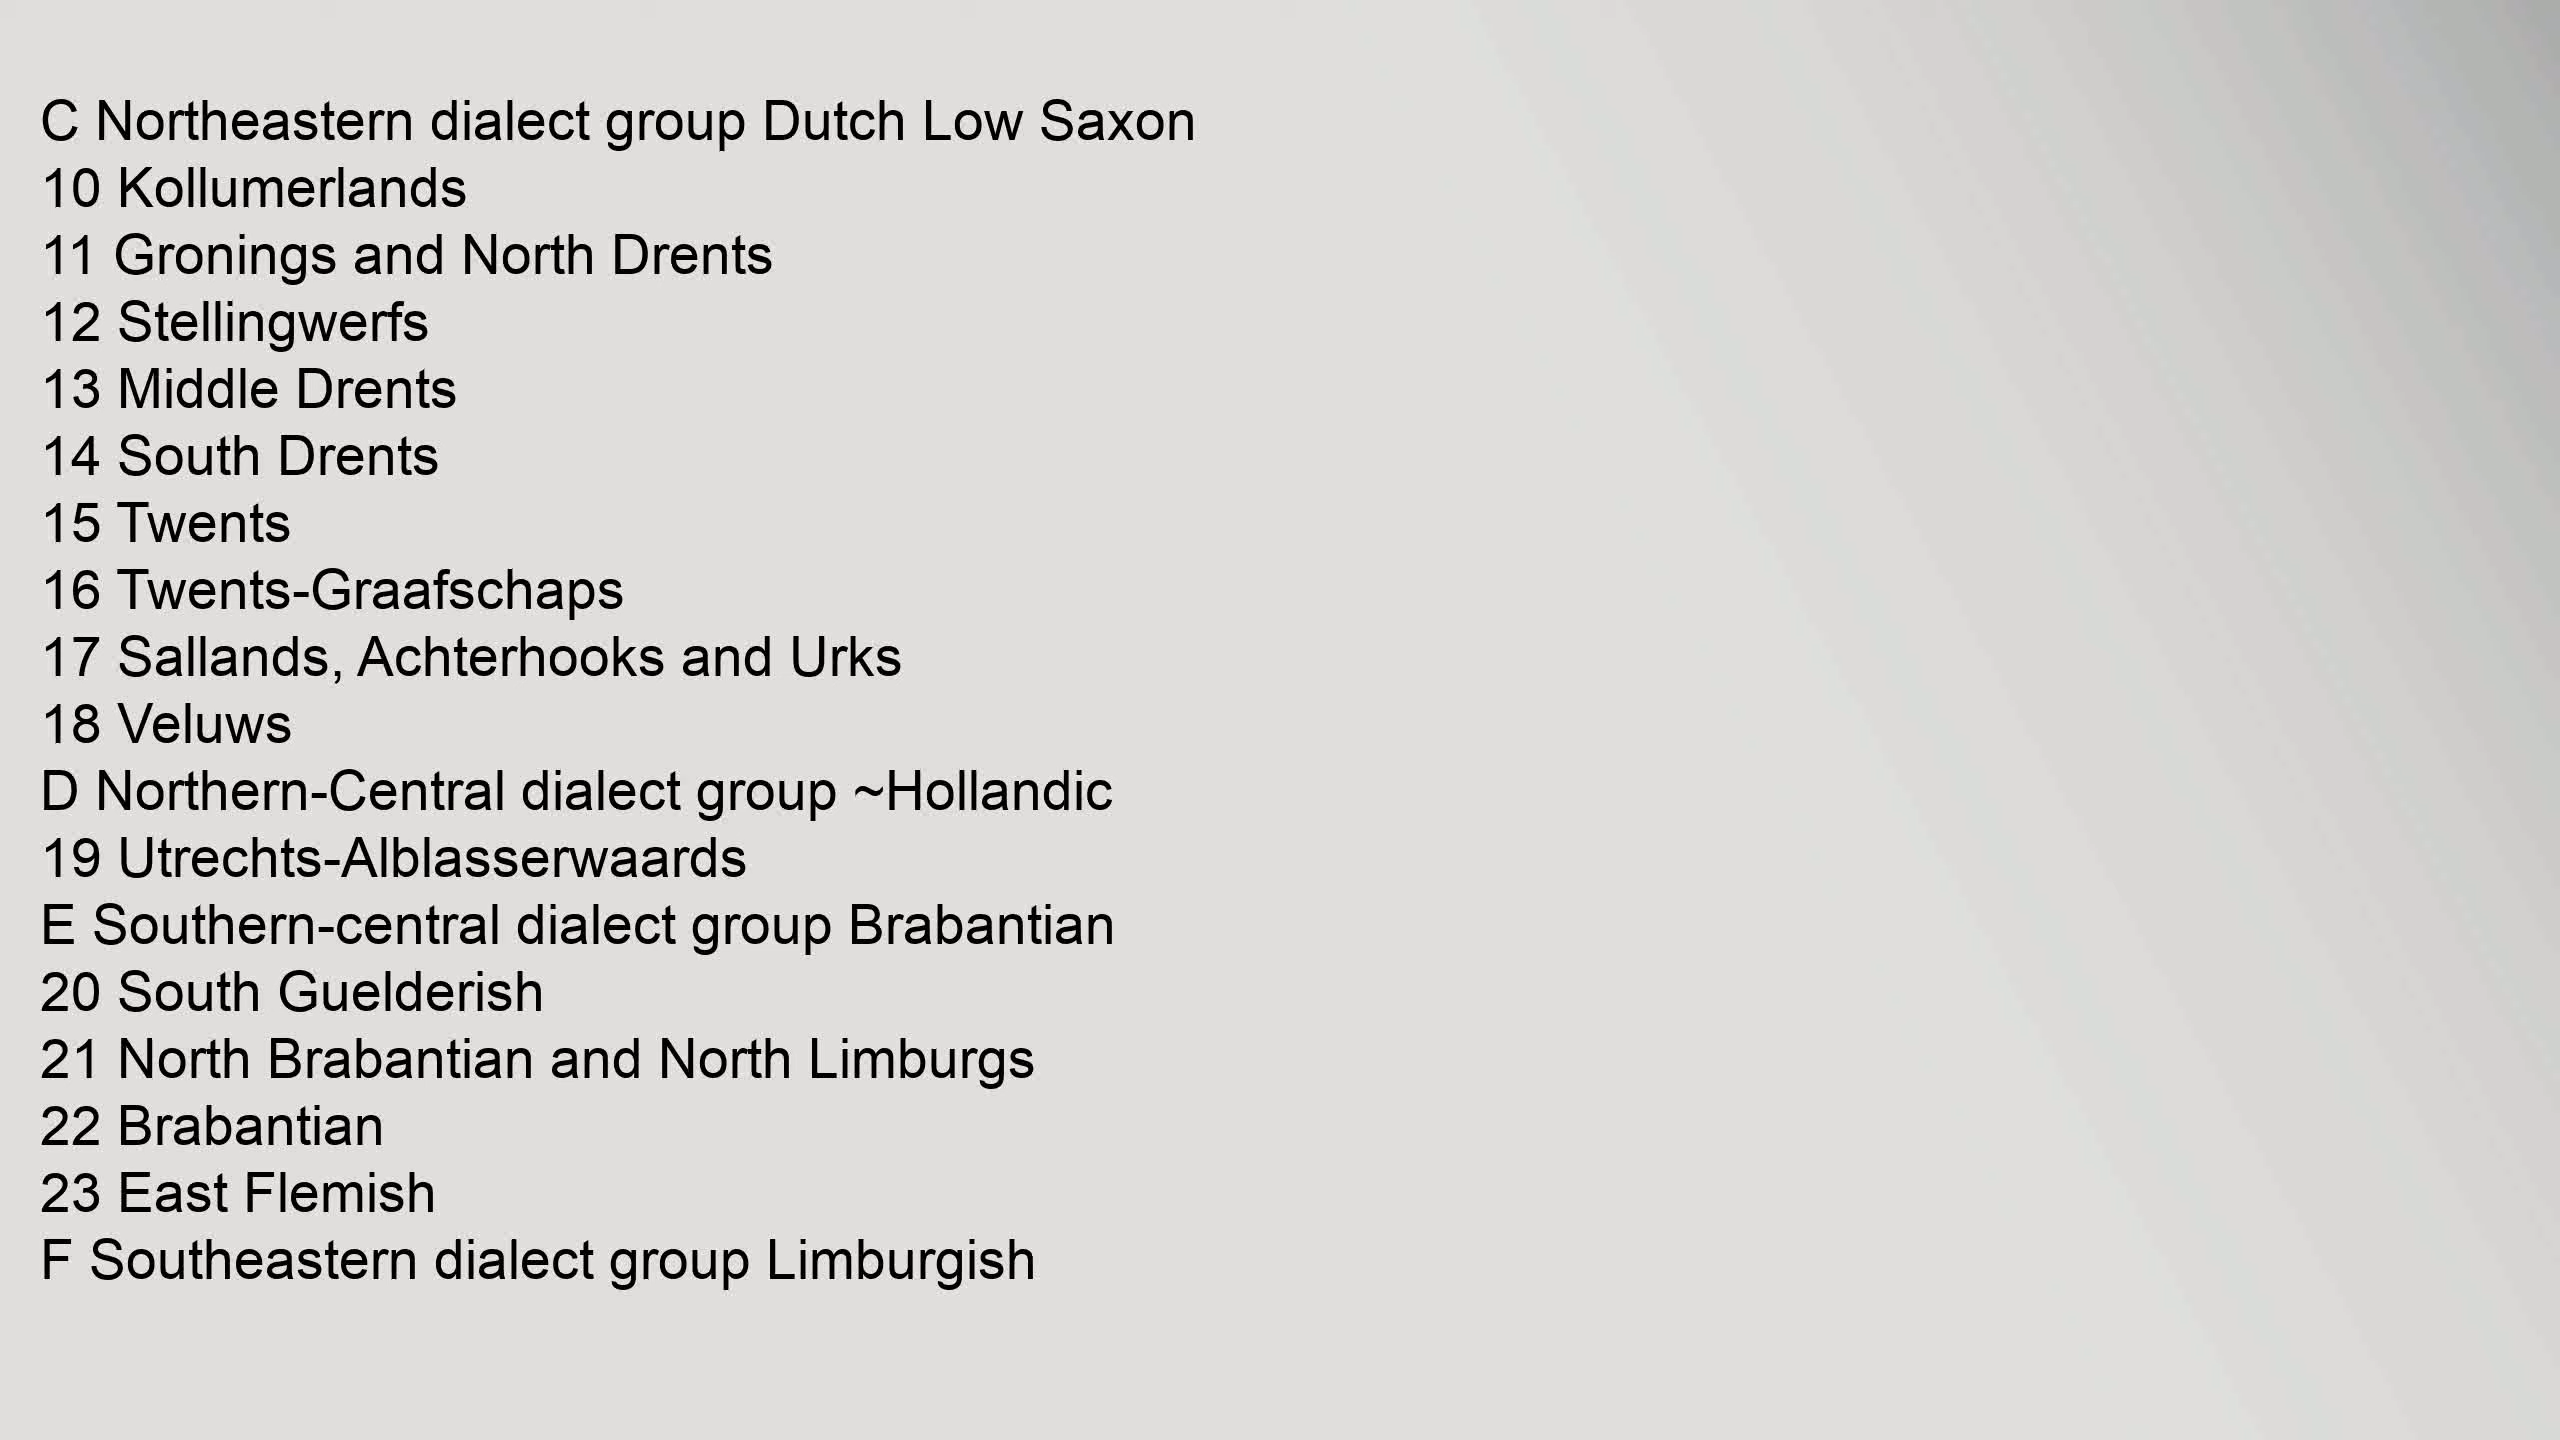 C Northeastern dialect group Dutch Low Saxon
10 Kollumerlands
11 Gronings and North Drents
12 Stellingwerfs
13 Middle Drents
14 South Drents
15 Twents
16 Twents-Graafschaps
17 Sallands, Achterhooks and Urks
18 Veluws
D Northern-Central dialect group ~Hollandic
19 Utrechts-Alblasserwaards
E Southern-central dialect group Brabantian
20 South Guelderish
21 North Brabantian and North Limburgs
22 Brabantian
23 East Flemish
F Southeastern dialect group Limburgish